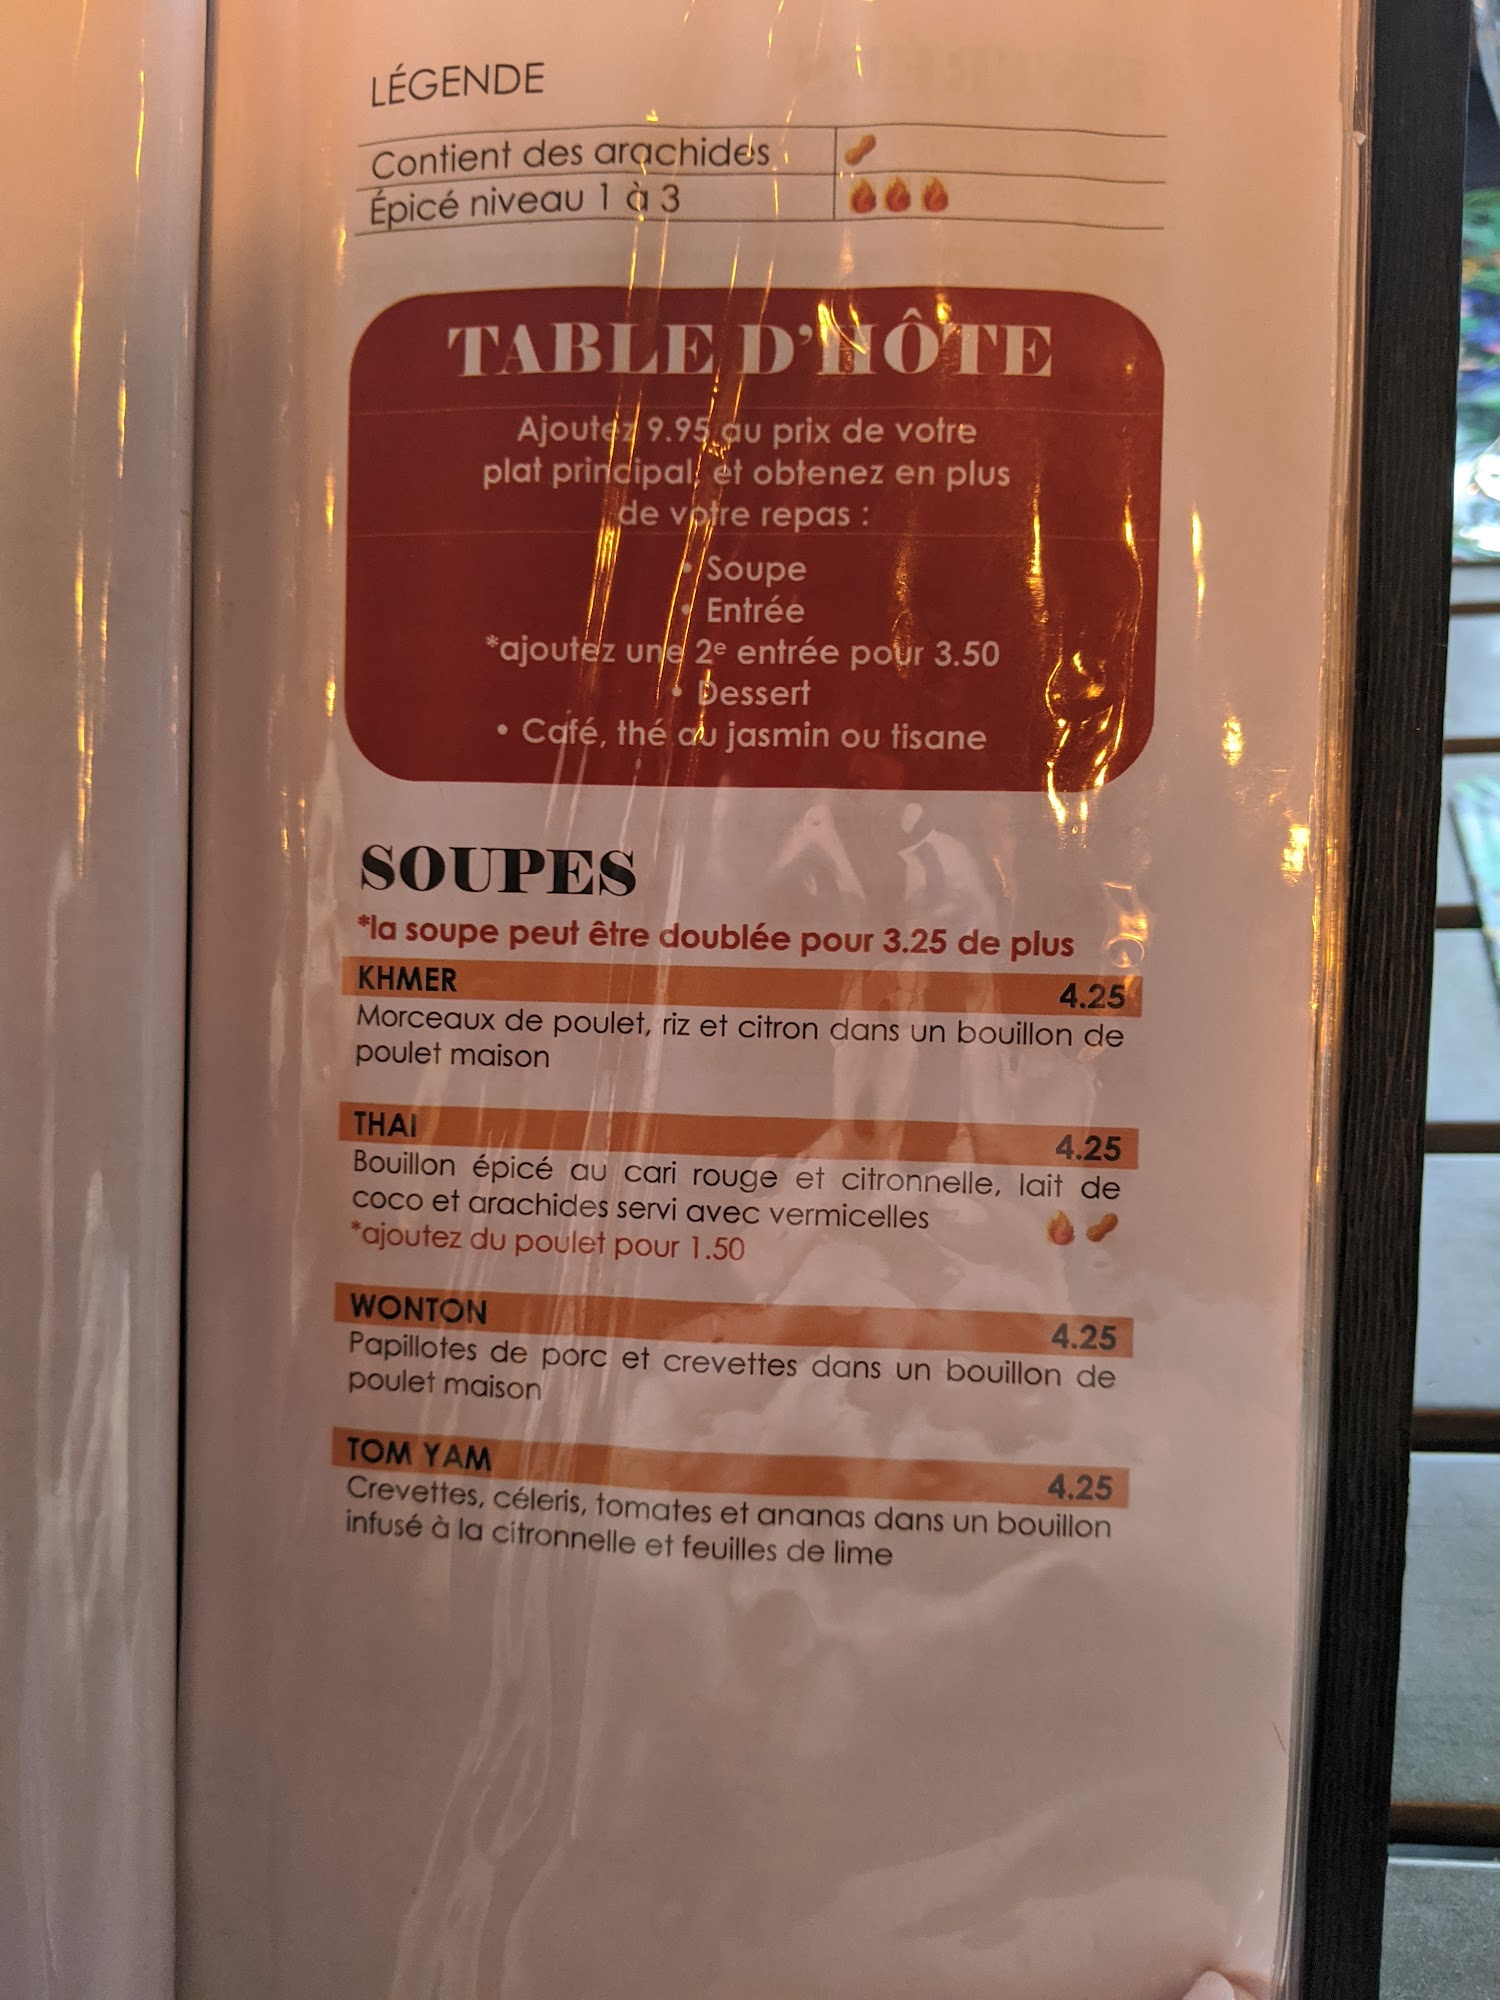 LÉGENDE
Contient des arachides
Épicé niveau 1 à 3
TABLE D'HÔTE
Ajoutez 9.95 au prix de votre
plat principal, et obtenez en plus
de votre repas :
• Soupe
• Entrée
*ajoutez une 2e entrée pour 3.50
• Dessert
• Café, thé au jasmin ou tisane
SOUPES
*la soupe peut être doublée pour 3.25 de plus
KHMER 4.25
Morceaux de poulet, riz et citron dans un bouillon de
poulet maison
THAI 4.25
Bouillon épicé au cari rouge et citronnelle, lait de
coco et arachides servi avec vermicelles
*ajoutez du poulet pour 1.50
WONTON 4.25
Papillotes de porc et crevettes dans un bouillon de
poulet maison
TOM YAM 4.25
Crevettes, céleris, tomates et ananas dans un bouillon
infusé à la citronnelle et feuilles de lime